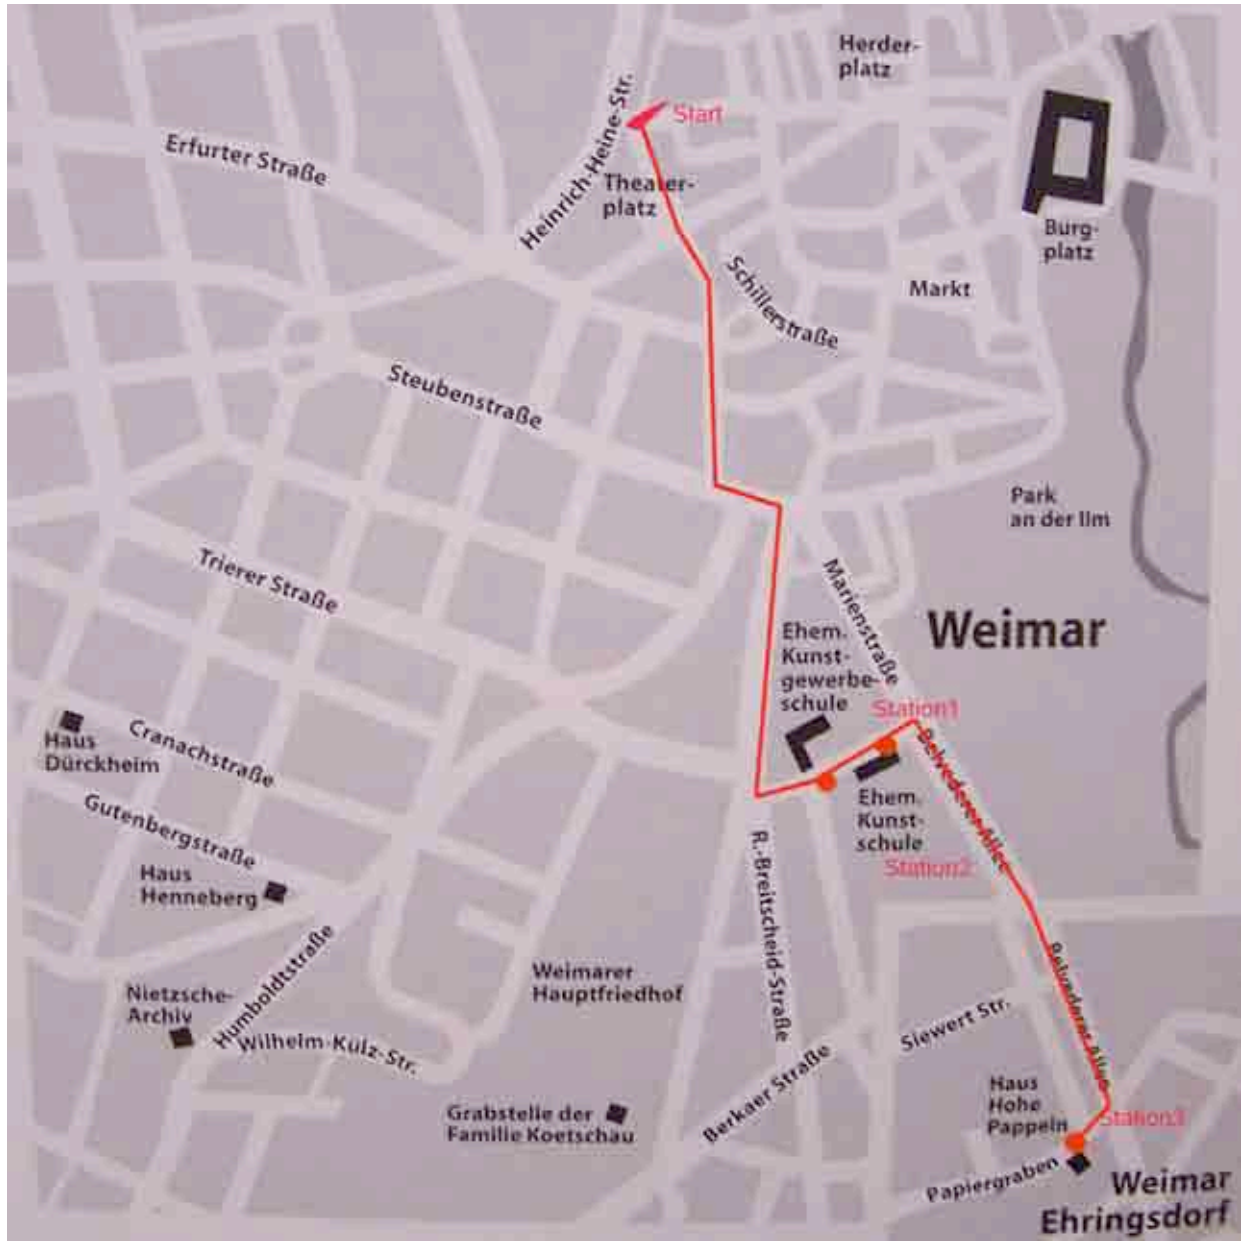 Herder-
platz
Start
Heinrich-Heine-Str.
Erfurter Straße
Theater-
platz
Burg-
platz
Schillerstraße
Markt
Steubenstraße
Park
an der Ilm
Trierer Straße
Marienstraße
Weimar
Ehem.
Kunst-
gewerbe-
schule
Station1
Haus
Dürckheim
Cranachstraße
Belvederer Allee
Gutenbergstraße
Ehem.
Kunst-
schule
Station2
R.-Breitscheid-Straße
Haus
Henneberg
Humboldtstraße
Weimarer
Hauptfriedhof
Belvederer Allee
Nietzsche-
Archiv
Siewert Str.
Wilhelm-Külz-Str.
Berkaer Straße
Haus
Hohe
Pappeln
Station3
Grabstelle der
Familie Koetschau
Papiergraben
Weimar
Ehringsdorf